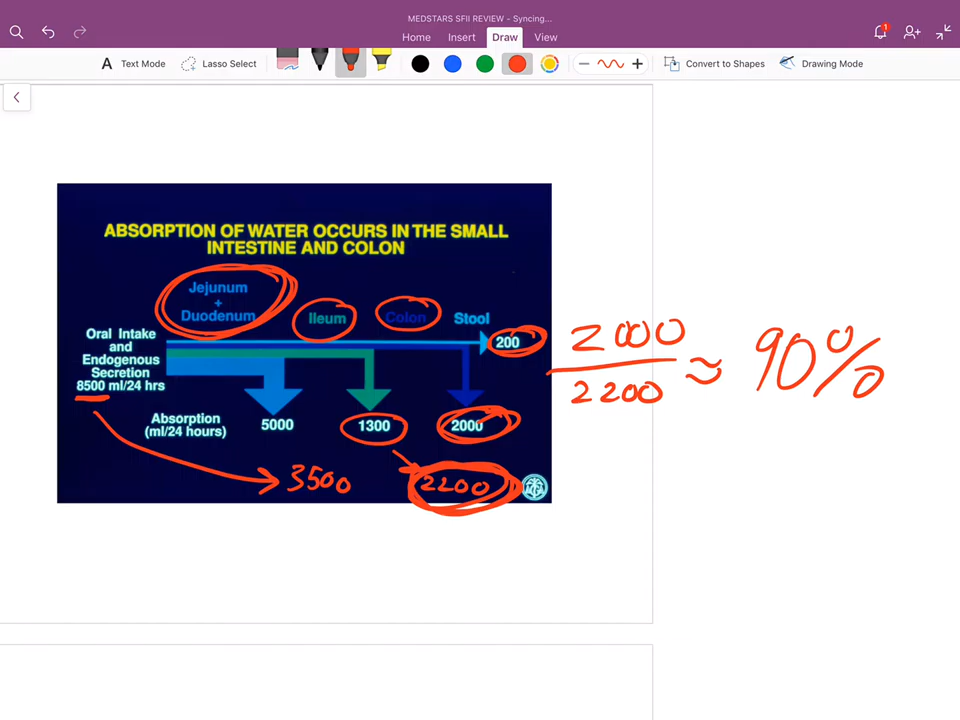 MEDSTARS SFII REVIEW - Syncing...
Home Insert Draw View
1
A Text Mode Lasso Select Convert to Shapes Drawing Mode
ABSORPTION OF WATER OCCURS IN THE SMALL
INTESTINE AND COLON
Jejunum
+
Duodenum
Ileum
Colon
Stool
Oral Intake
and
Endogenous
Secretion
8500 ml/24 hrs
200
Absorption
(ml/24 hours)
5000
1300
2000
3500
2200
2000
2200
≈ 90%